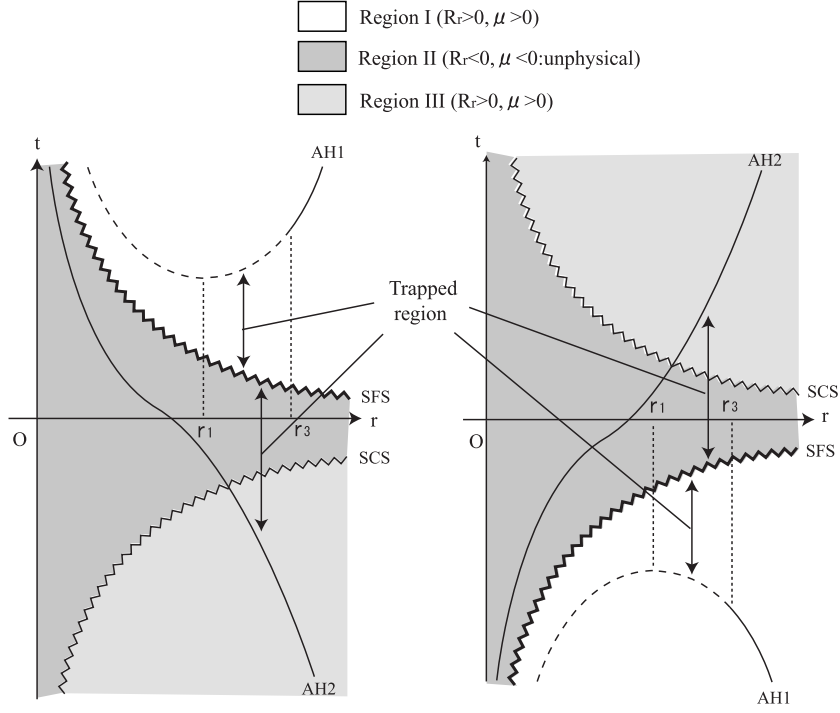 Region I (Rr>0, μ >0)
Region II (Rr<0, μ <0:unphysical)
Region III (Rr>0, μ >0)
t
AH1
t
AH2
Trapped
region
SFS
SCS
r1
r3
r
O
r1
r3
r
O
SCS
SFS
AH2
AH1